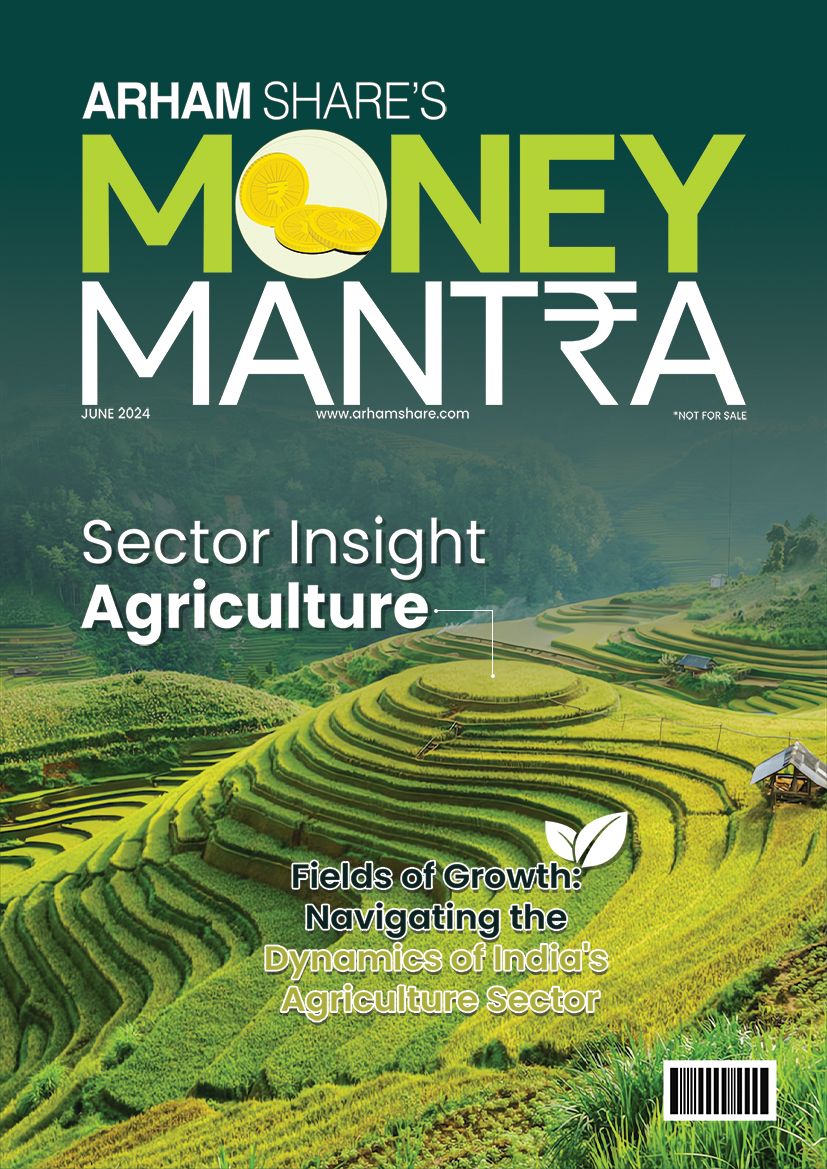 ARHAM SHARE'S
MONEY
MANT₹A
JUNE 2024 www.arhamshare.com *NOT FOR SALE
Sector Insight
Agriculture
Fields of Growth:
Navigating the
Dynamics of India's
Agriculture Sector